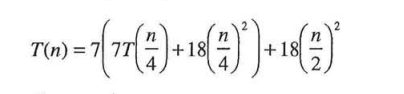 T(n) = 7(7T(n/4) + 18(n/4)²) + 18(n/2)²